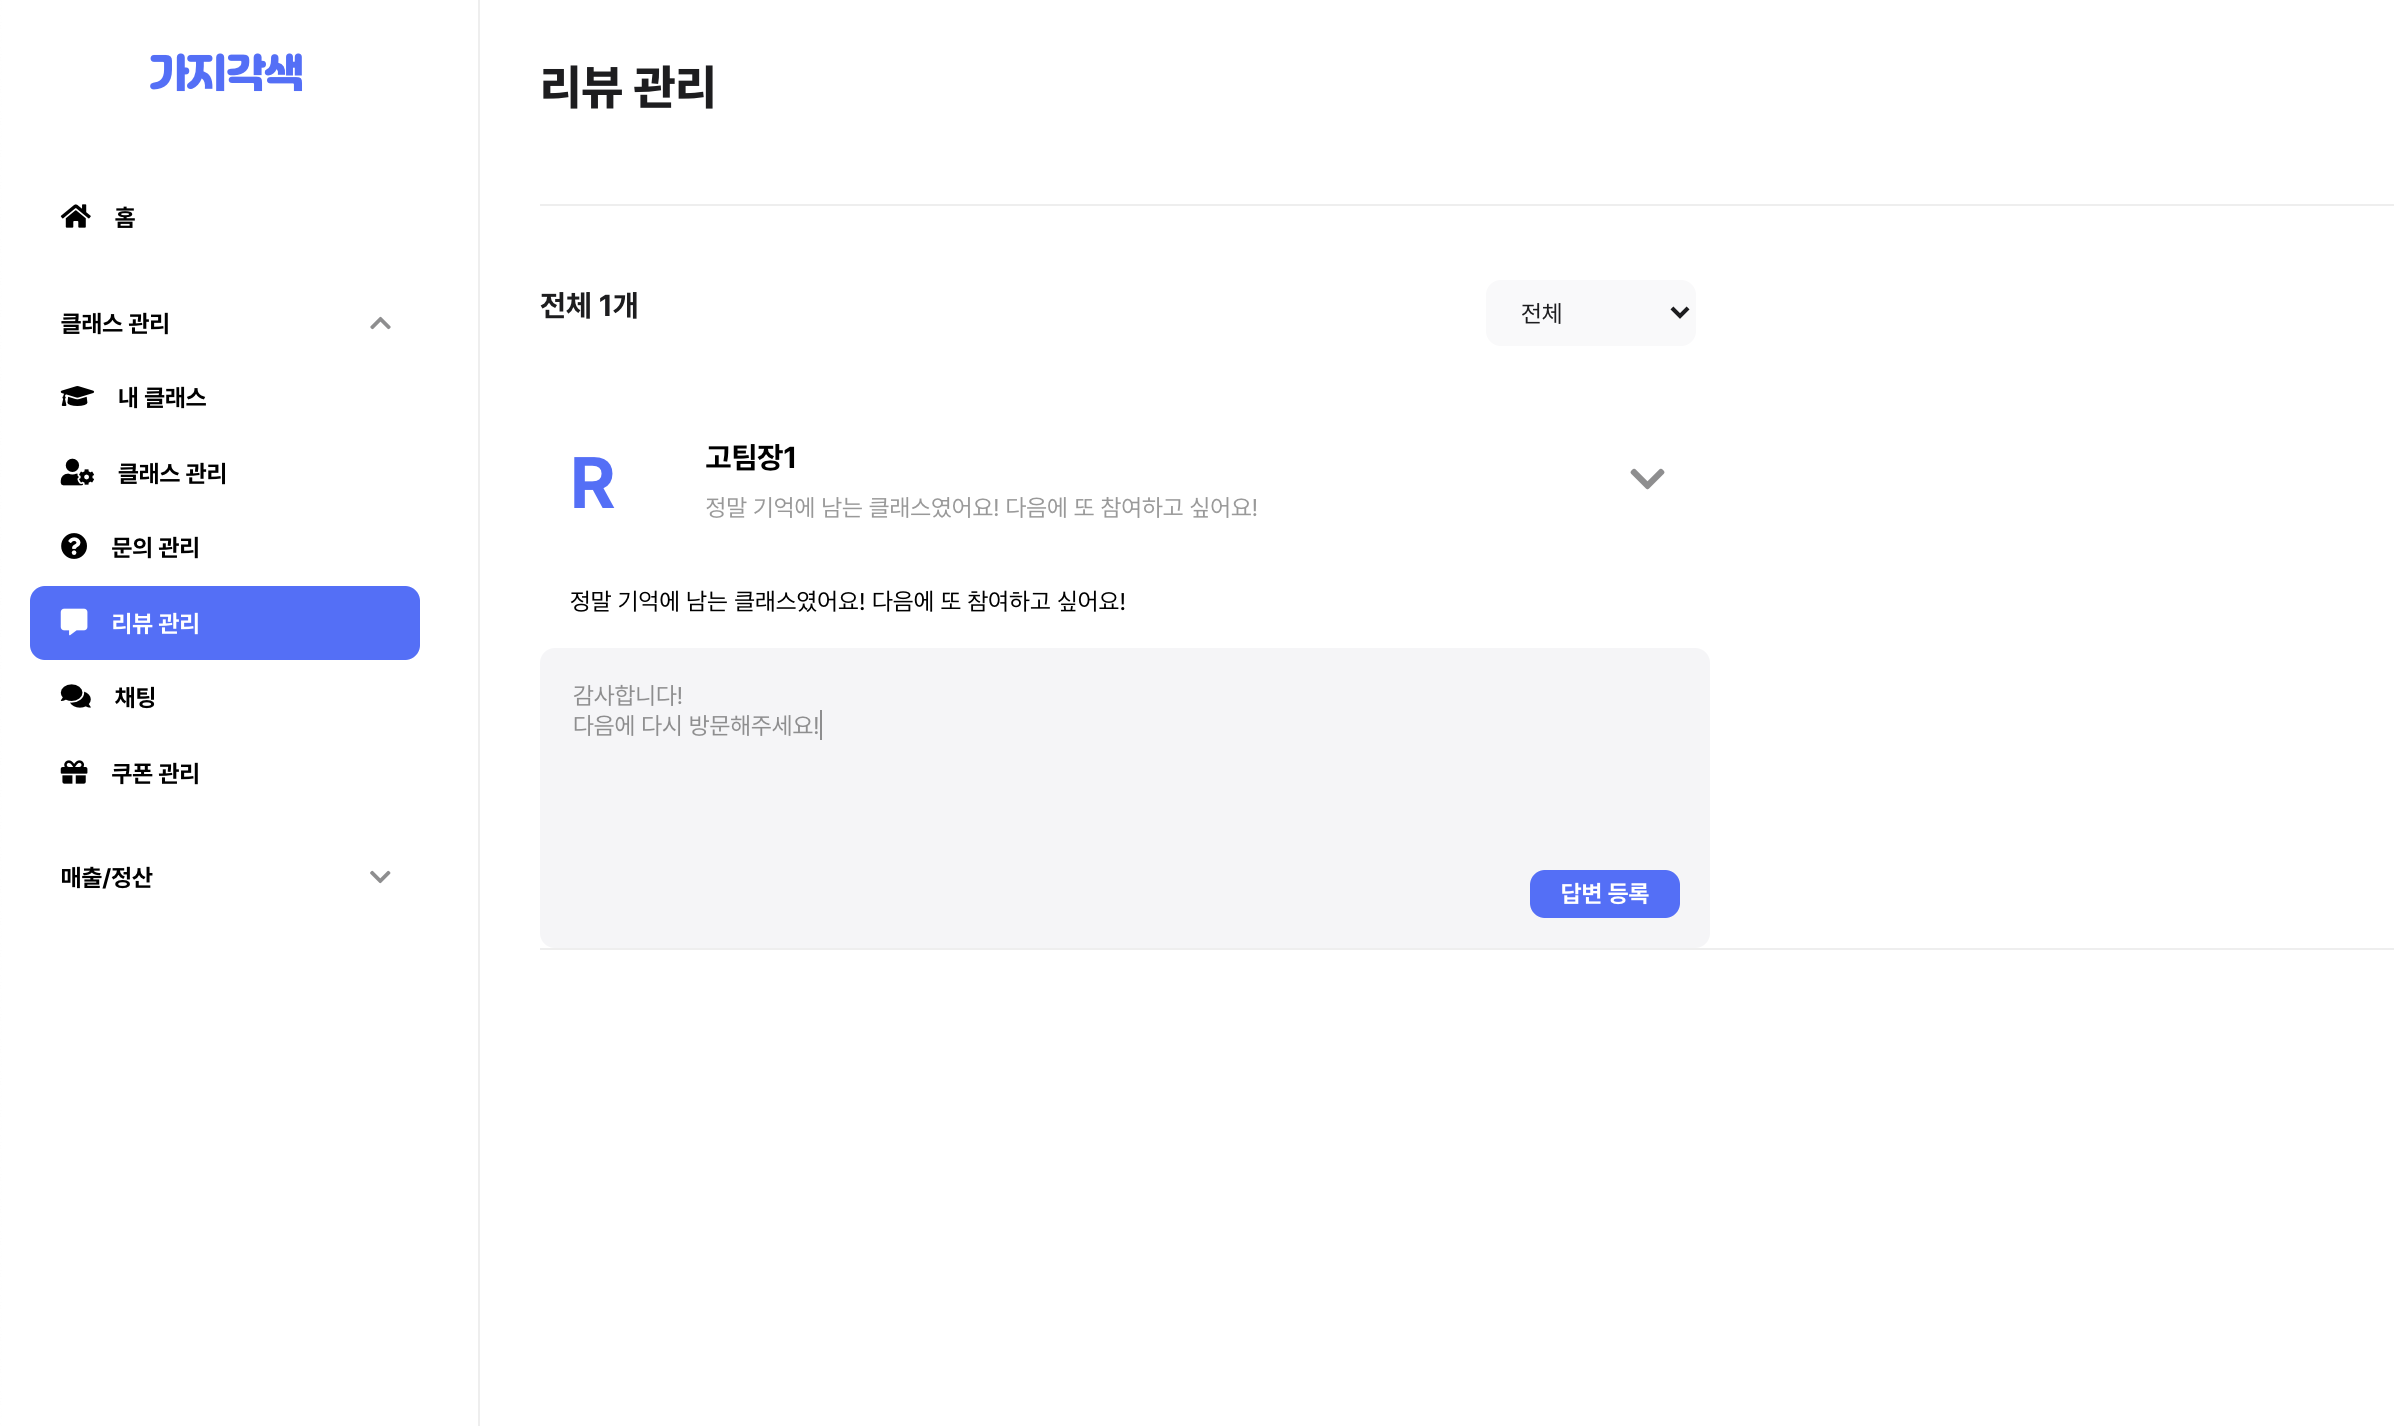 가지각색
홈
클래스 관리
내 클래스
클래스 관리
문의 관리
리뷰 관리
채팅
쿠폰 관리
매출/정산
리뷰 관리
전체 1개
전체
R
고팀장1
정말 기억에 남는 클래스였어요! 다음에 또 참여하고 싶어요!
정말 기억에 남는 클래스였어요! 다음에 또 참여하고 싶어요!
감사합니다!
다음에 다시 방문해주세요!
답변 등록